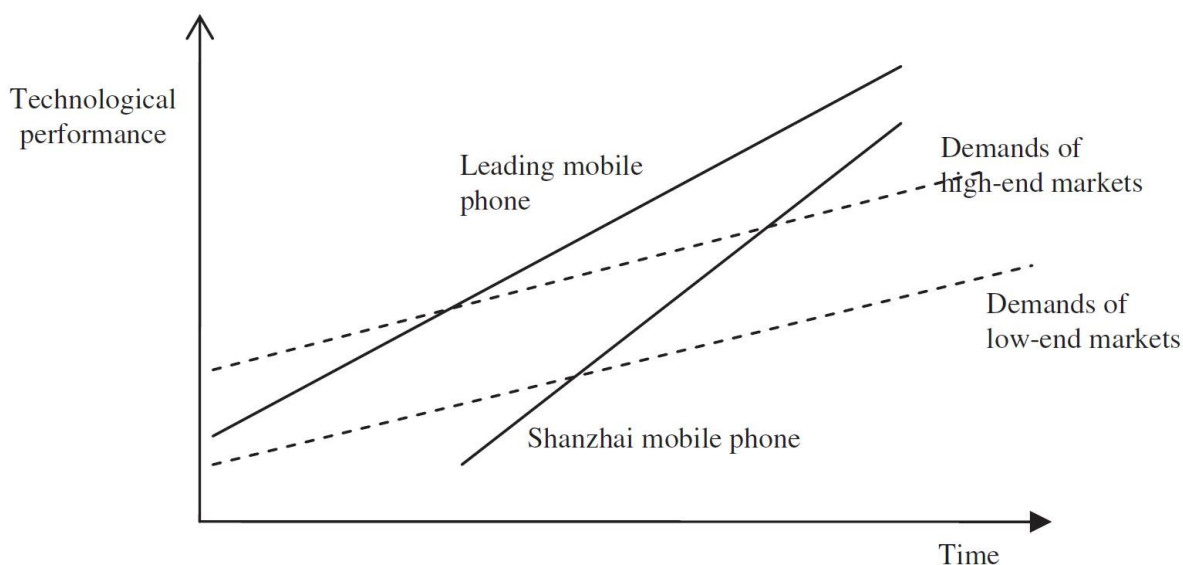 Technological
performance
Leading mobile
phone
Demands of
high-end markets
Demands of
low-end markets
Shanzhai mobile phone
Time